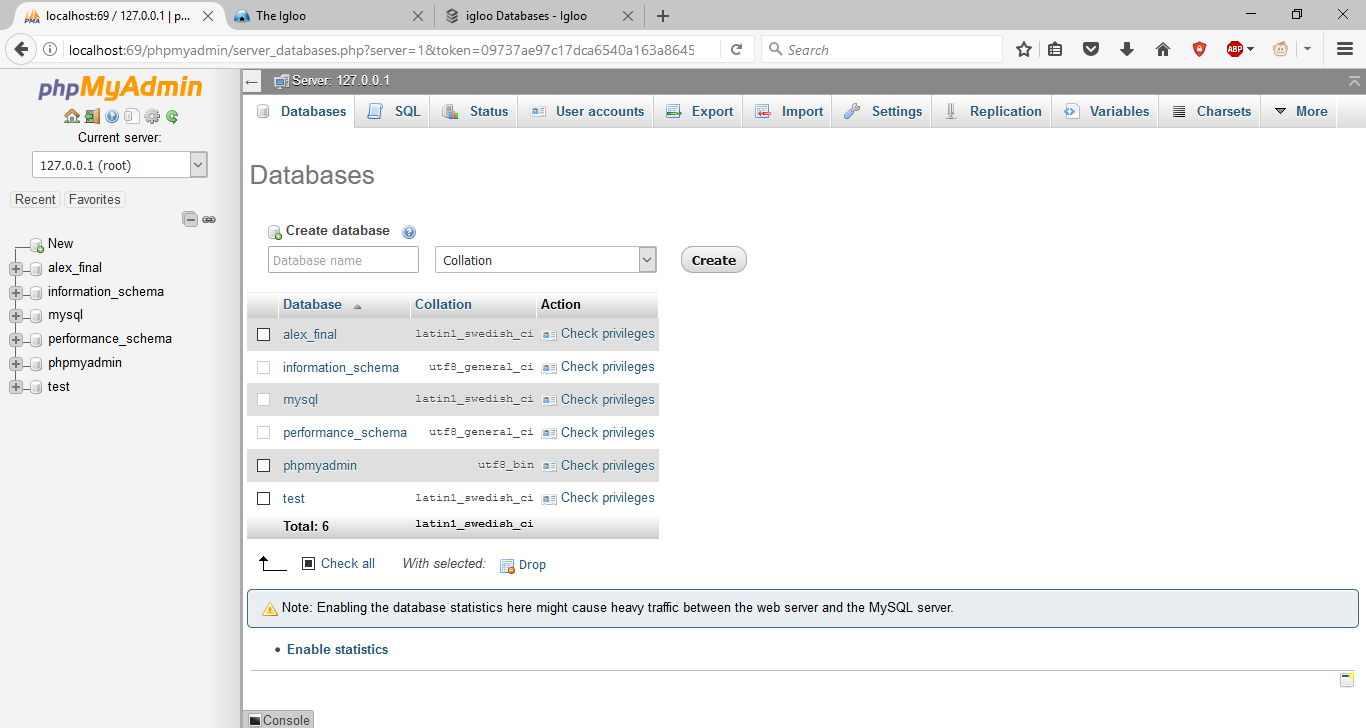 localhost:69 / 127.0.0.1 | p...
The Igloo
igloo Databases - Igloo
localhost:69/phpmyadmin/server_databases.php?server=1&token=09737ae97c17dca6540a163a8645
Search
ABP
phpMyAdmin
Current server:
127.0.0.1 (root)
Recent Favorites
New
alex_final
information_schema
mysql
performance_schema
phpmyadmin
test
Server: 127.0.0.1
Databases SQL Status User accounts Export Import Settings Replication Variables Charsets More
Databases
Create database
Database name Collation Create
Database Collation Action
alex_final latin1_swedish_ci Check privileges
information_schema utf8_general_ci Check privileges
mysql latin1_swedish_ci Check privileges
performance_schema utf8_general_ci Check privileges
phpmyadmin utf8_bin Check privileges
test latin1_swedish_ci Check privileges
Total: 6 latin1_swedish_ci
Check all With selected: Drop
Note: Enabling the database statistics here might cause heavy traffic between the web server and the MySQL server.
• Enable statistics
Console